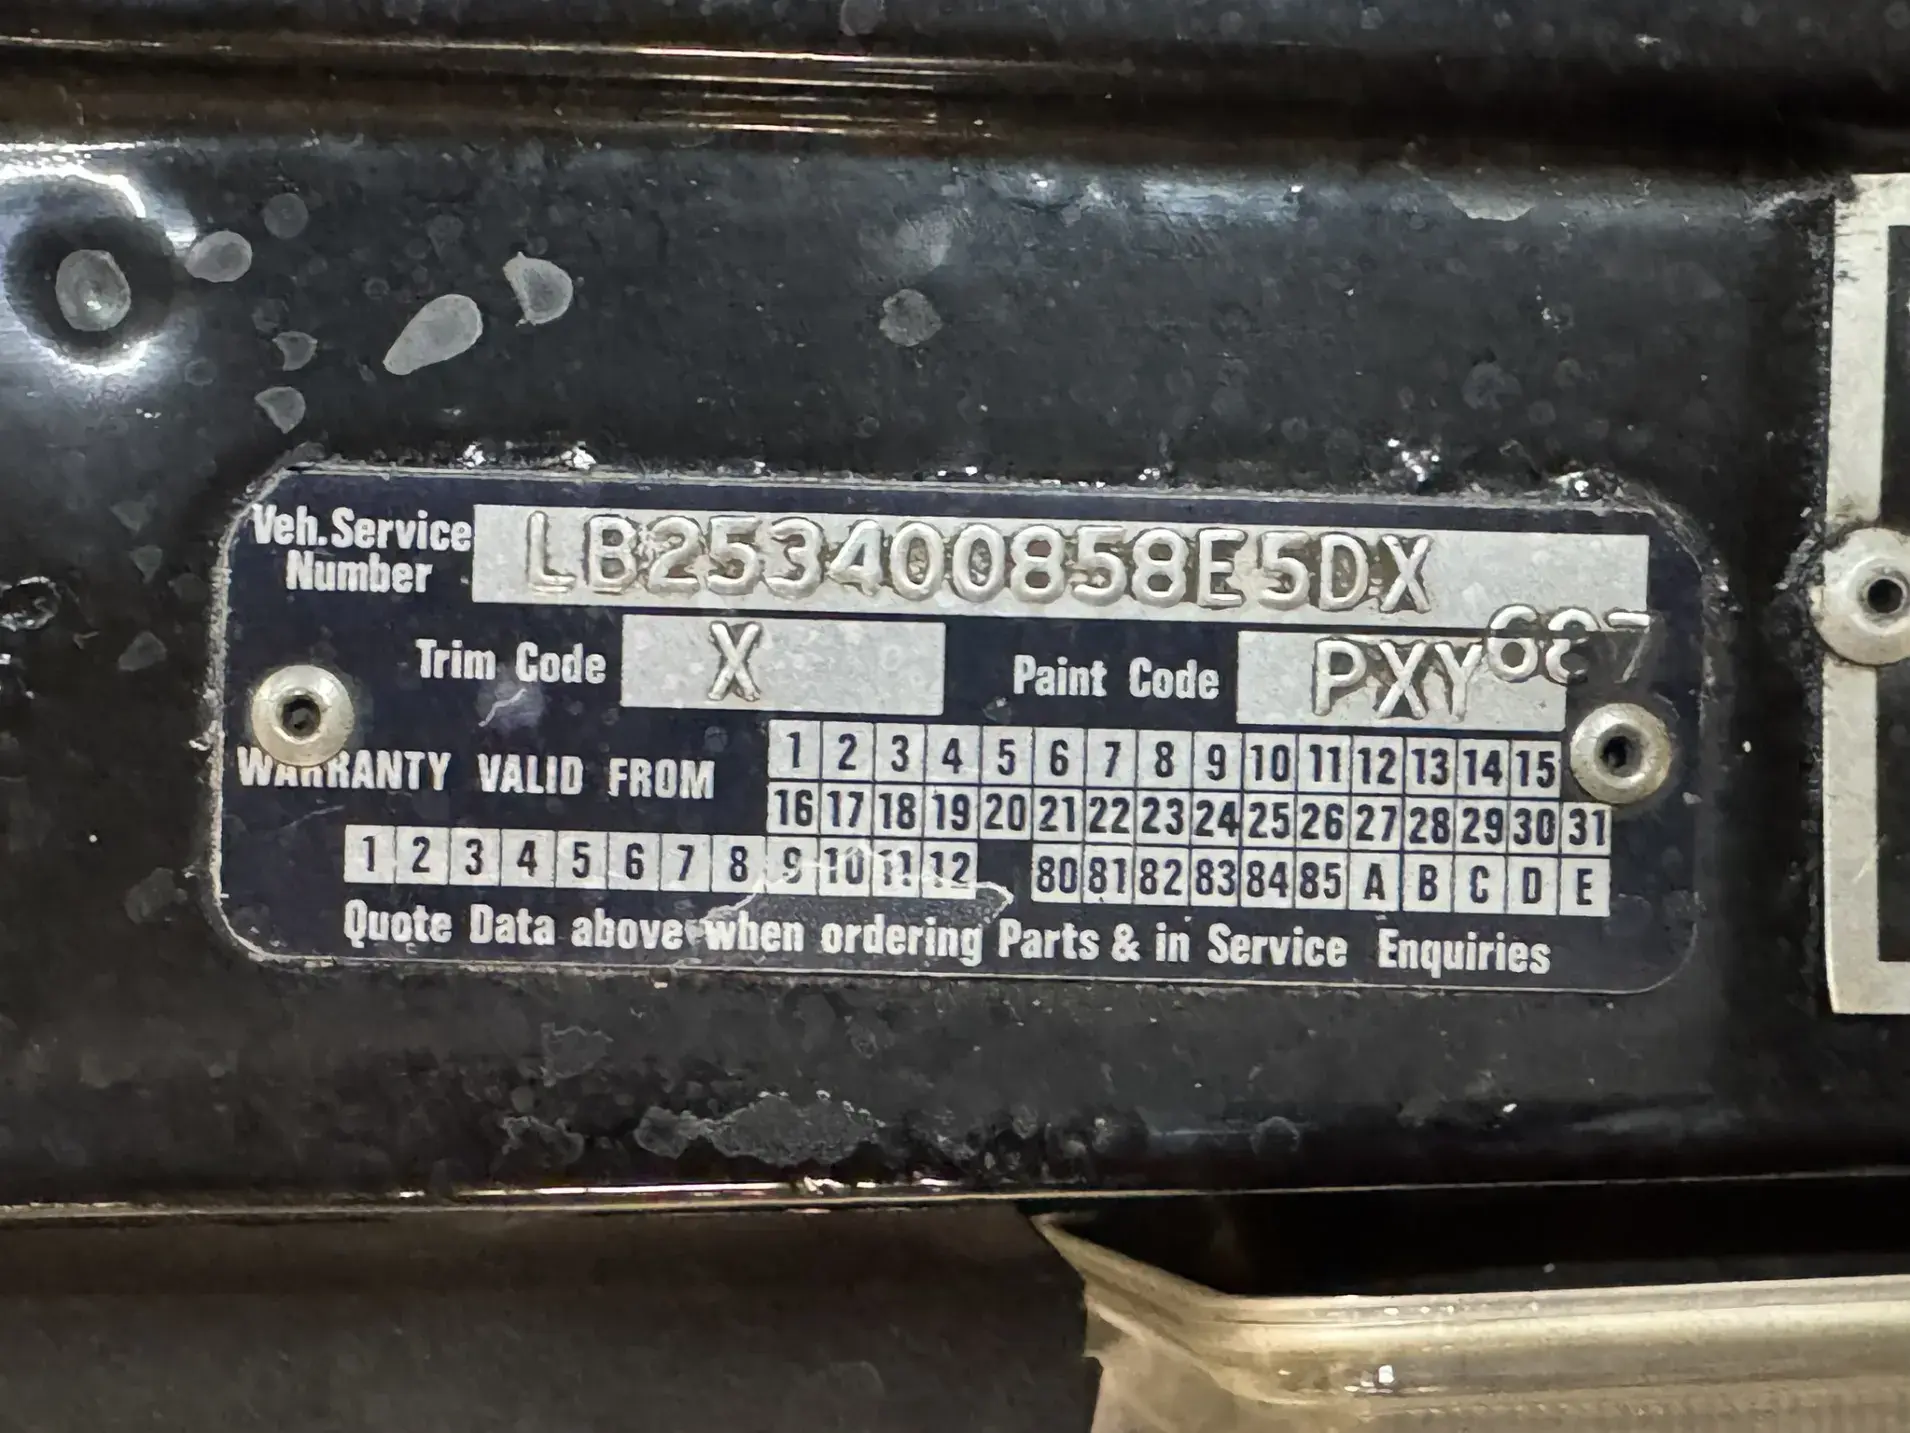 Veh.Service Number LB253400858E5DX
Trim Code X Paint Code PXY 687
WARRANTY VALID FROM 1 2 3 4 5 6 7 8 9 10 11 12 13 14 15
16 17 18 19 20 21 22 23 24 25 26 27 28 29 30 31
1 2 3 4 5 6 7 8 9 10 11 12 80 81 82 83 84 85 A B C D E
Quote Data above when ordering Parts & in Service Enquiries